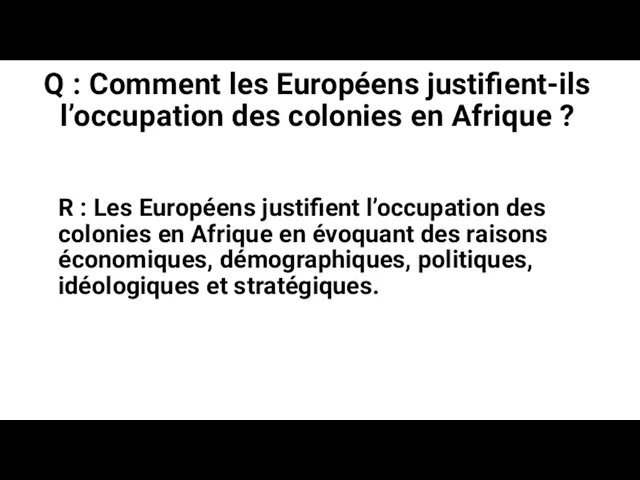 Q : Comment les Européens justifient-ils
l’occupation des colonies en Afrique ?
R : Les Européens justifient l’occupation des
colonies en Afrique en évoquant des raisons
économiques, démographiques, politiques,
idéologiques et stratégiques.